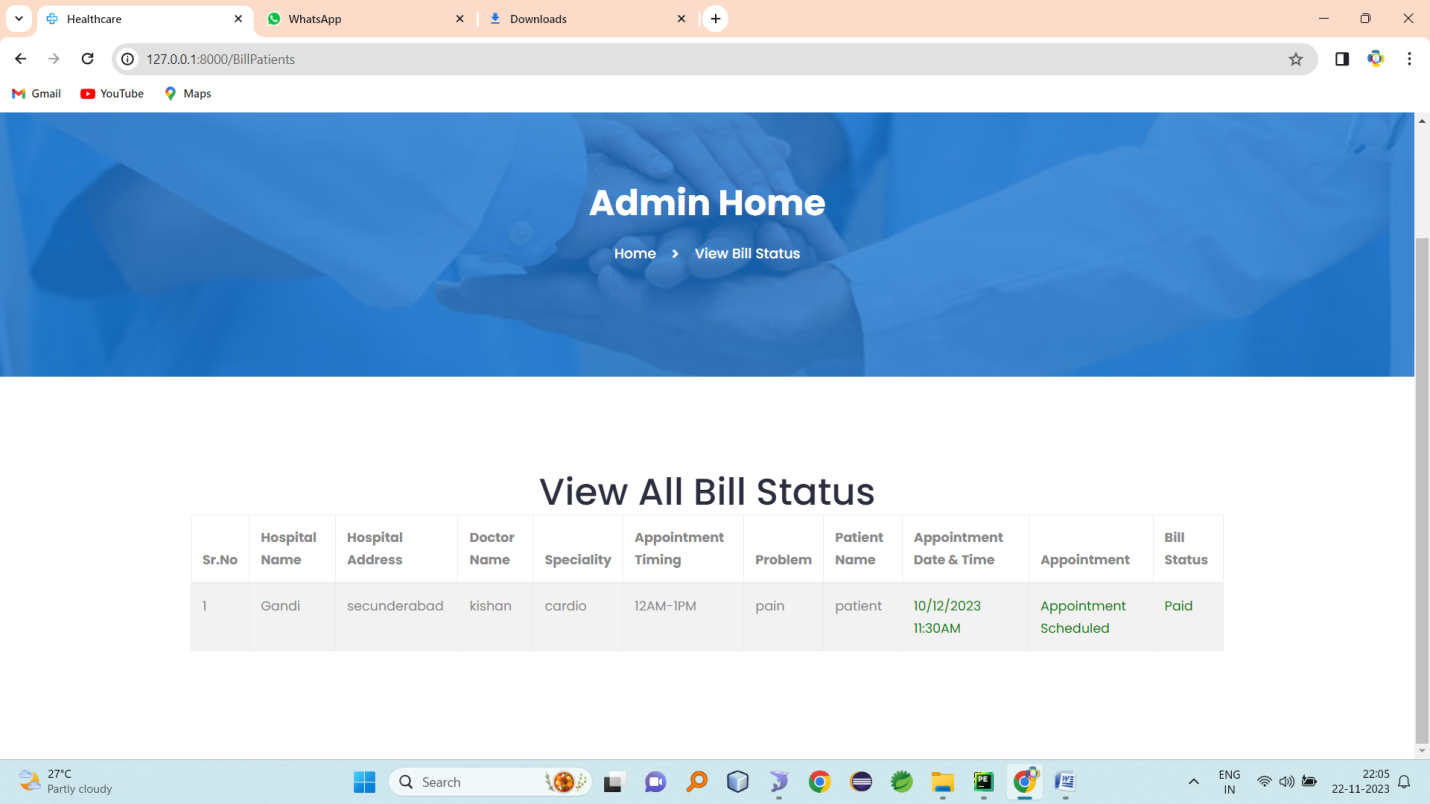 Healthcare
WhatsApp
Downloads
127.0.0.1:8000/BillPatients
Gmail
YouTube
Maps
Admin Home
Home > View Bill Status
View All Bill Status
Sr.No Hospital Name Hospital Address Doctor Name Speciality Appointment Timing Problem Patient Name Appointment Date & Time Appointment Bill Status
1 Gandi secunderabad kishan cardio 12AM-1PM pain patient 10/12/2023 11:30AM Appointment Scheduled Paid
27°C
Partly cloudy
Search
PE
W
ENG
IN
22:05
22-11-2023